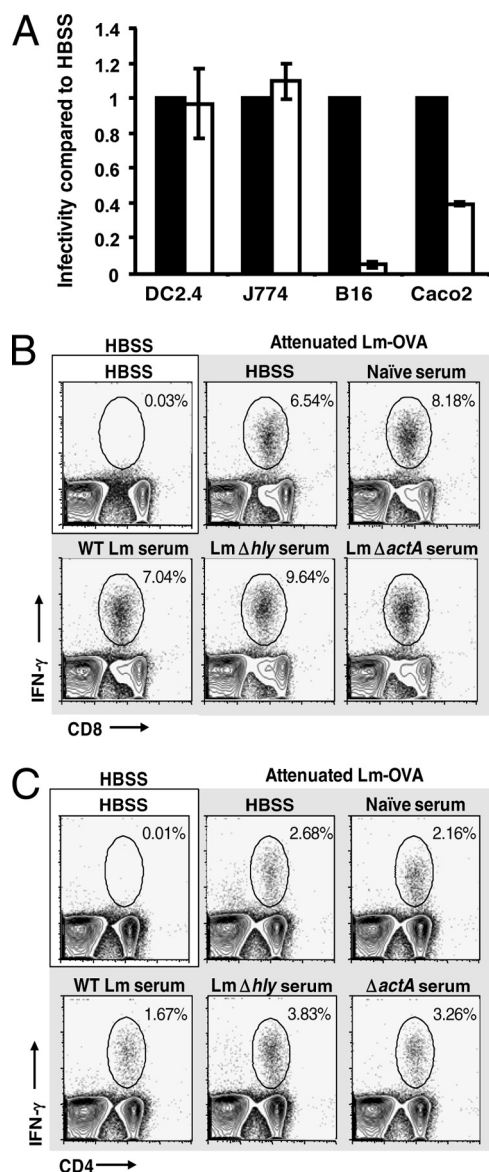 A
Infectivity compared to HBSS
1.4
1.2
1
0.8
0.6
0.4
0.2
0
DC2.4 J774 B16 Caco2
B
HBSS Attenuated Lm-OVA
HBSS HBSS Naïve serum
0.03% 6.54% 8.18%
WT Lm serum Lm Δhly serum Lm ΔactA serum
7.04% 9.64%
IFN-γ
CD8
C
HBSS Attenuated Lm-OVA
HBSS HBSS Naïve serum
0.01% 2.68% 2.16%
WT Lm serum Lm Δhly serum ΔactA serum
1.67% 3.83% 3.26%
IFN-γ
CD4